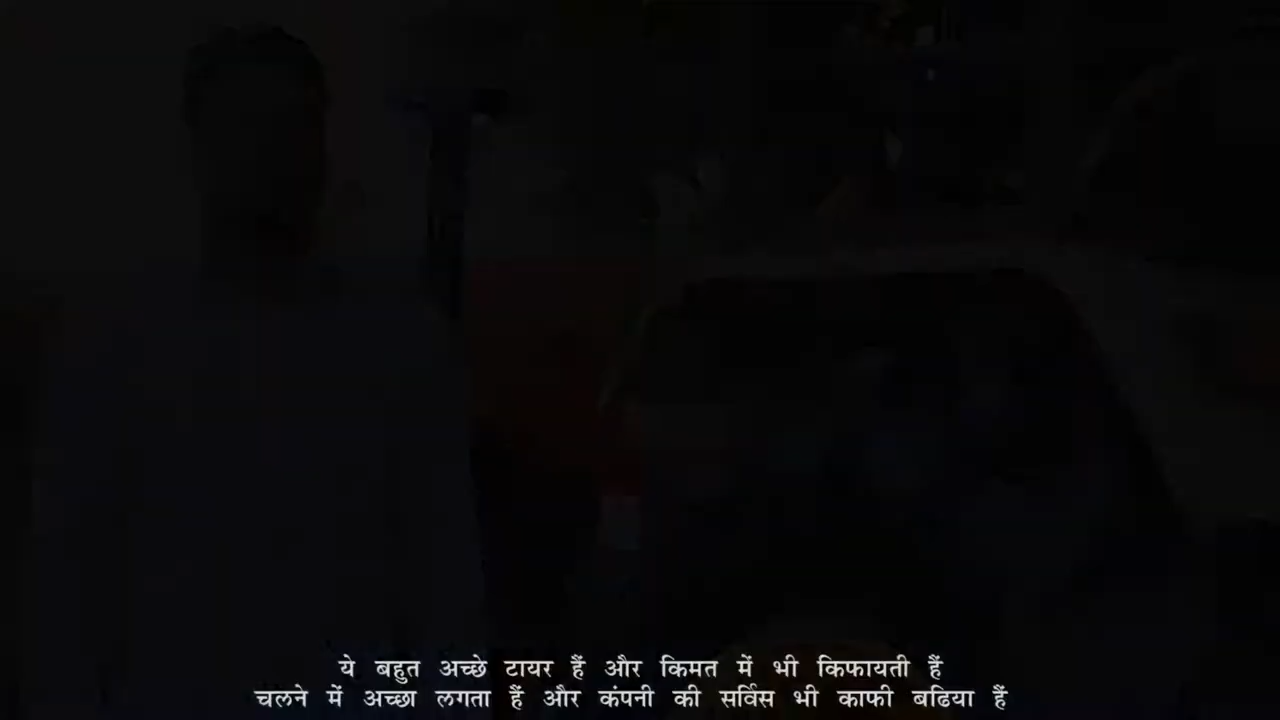 ये बहुत अच्छे टायर हैं और किमत में भी किफायती हैं
चलने में अच्छा लगता हैं और कंपनी की सर्विस भी काफी बढिया हैं